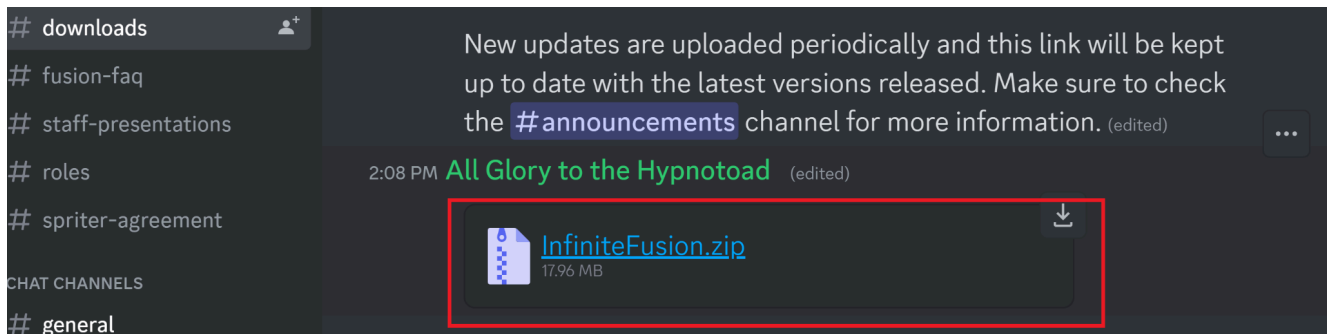 # downloads
# fusion-faq
# staff-presentations
# roles
# spriter-agreement
CHAT CHANNELS
# general
New updates are uploaded periodically and this link will be kept
up to date with the latest versions released. Make sure to check
the #announcements channel for more information. (edited)
2:08 PM All Glory to the Hypnotoad (edited)
InfiniteFusion.zip
17.96 MB